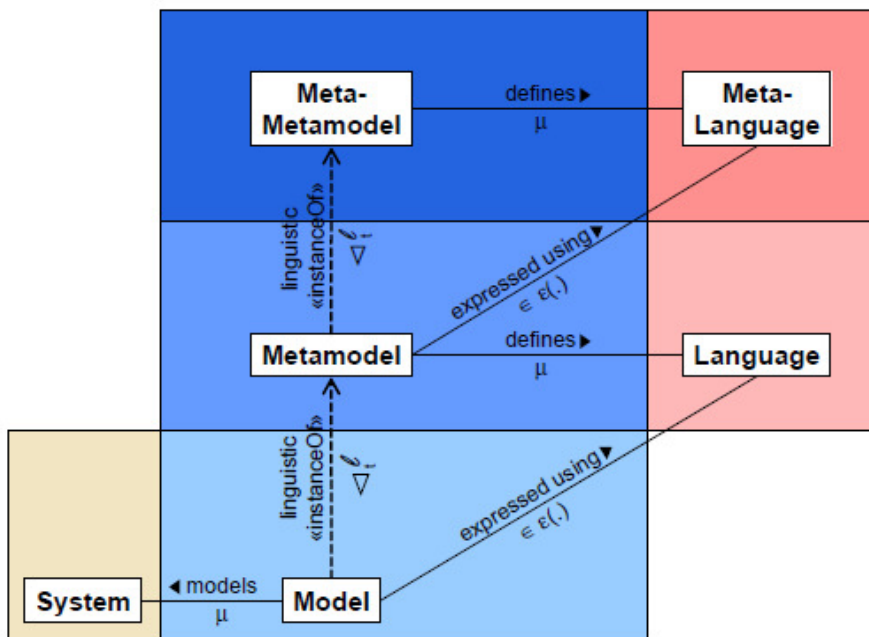 Meta-
Metamodel
defines ▶
μ
Meta-
Language
linguistic
«instanceOf»
▽ ℓ t
expressed using ▼
∈ ε(.)
Metamodel
defines ▶
μ
Language
linguistic
«instanceOf»
▽ ℓ t
expressed using ▼
∈ ε(.)
System
◀ models
μ
Model